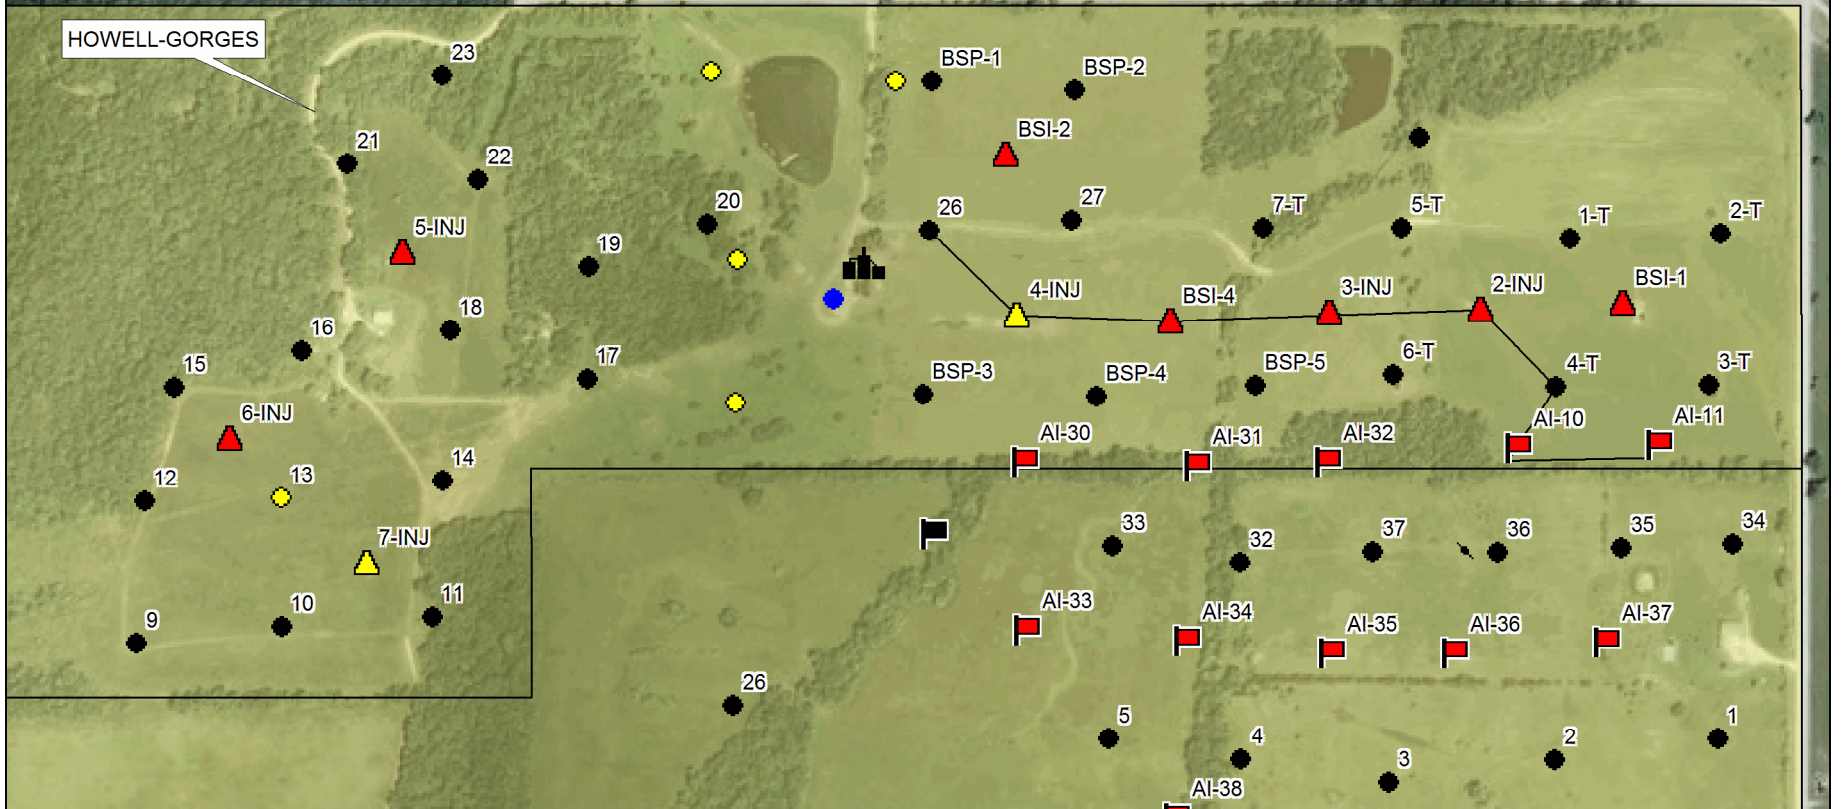 HOWELL-GORGES
23
BSP-1
BSP-2
BSI-2
21
22
20
26
27
7-T
5-T
1-T
2-T
5-INJ
19
4-INJ
BSI-4
3-INJ
2-INJ
BSI-1
18
16
15
17
BSP-3
BSP-4
BSP-5
6-T
4-T
3-T
6-INJ
AI-30
AI-31
AI-32
AI-10
AI-11
14
12
13
7-INJ
33
32
37
36
35
34
9
10
11
AI-33
AI-34
AI-35
AI-36
AI-37
26
5
4
3
2
1
AI-38